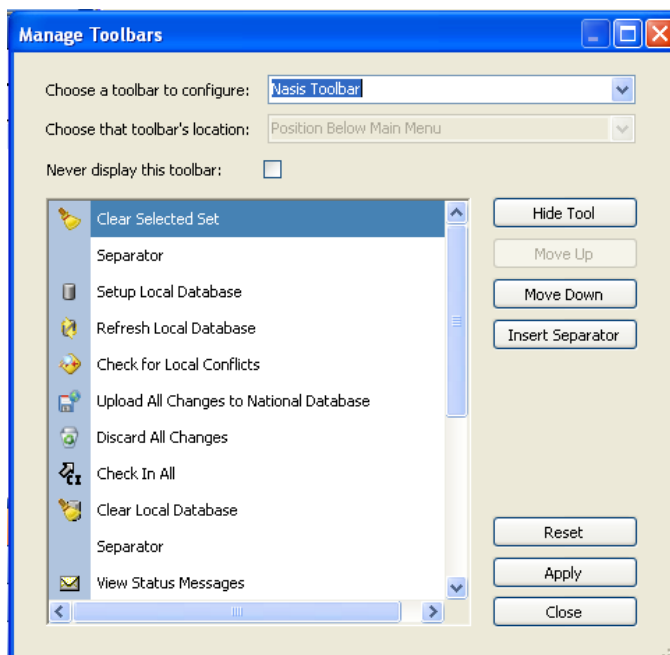 Manage Toolbars
Choose a toolbar to configure: Nasis Toolbar
Choose that toolbar's location: Position Below Main Menu
Never display this toolbar:
Clear Selected Set
Hide Tool
Separator
Move Up
Setup Local Database
Move Down
Refresh Local Database
Insert Separator
Check for Local Conflicts
Upload All Changes to National Database
Discard All Changes
Check In All
Clear Local Database
Separator
Reset
View Status Messages
Apply
Close